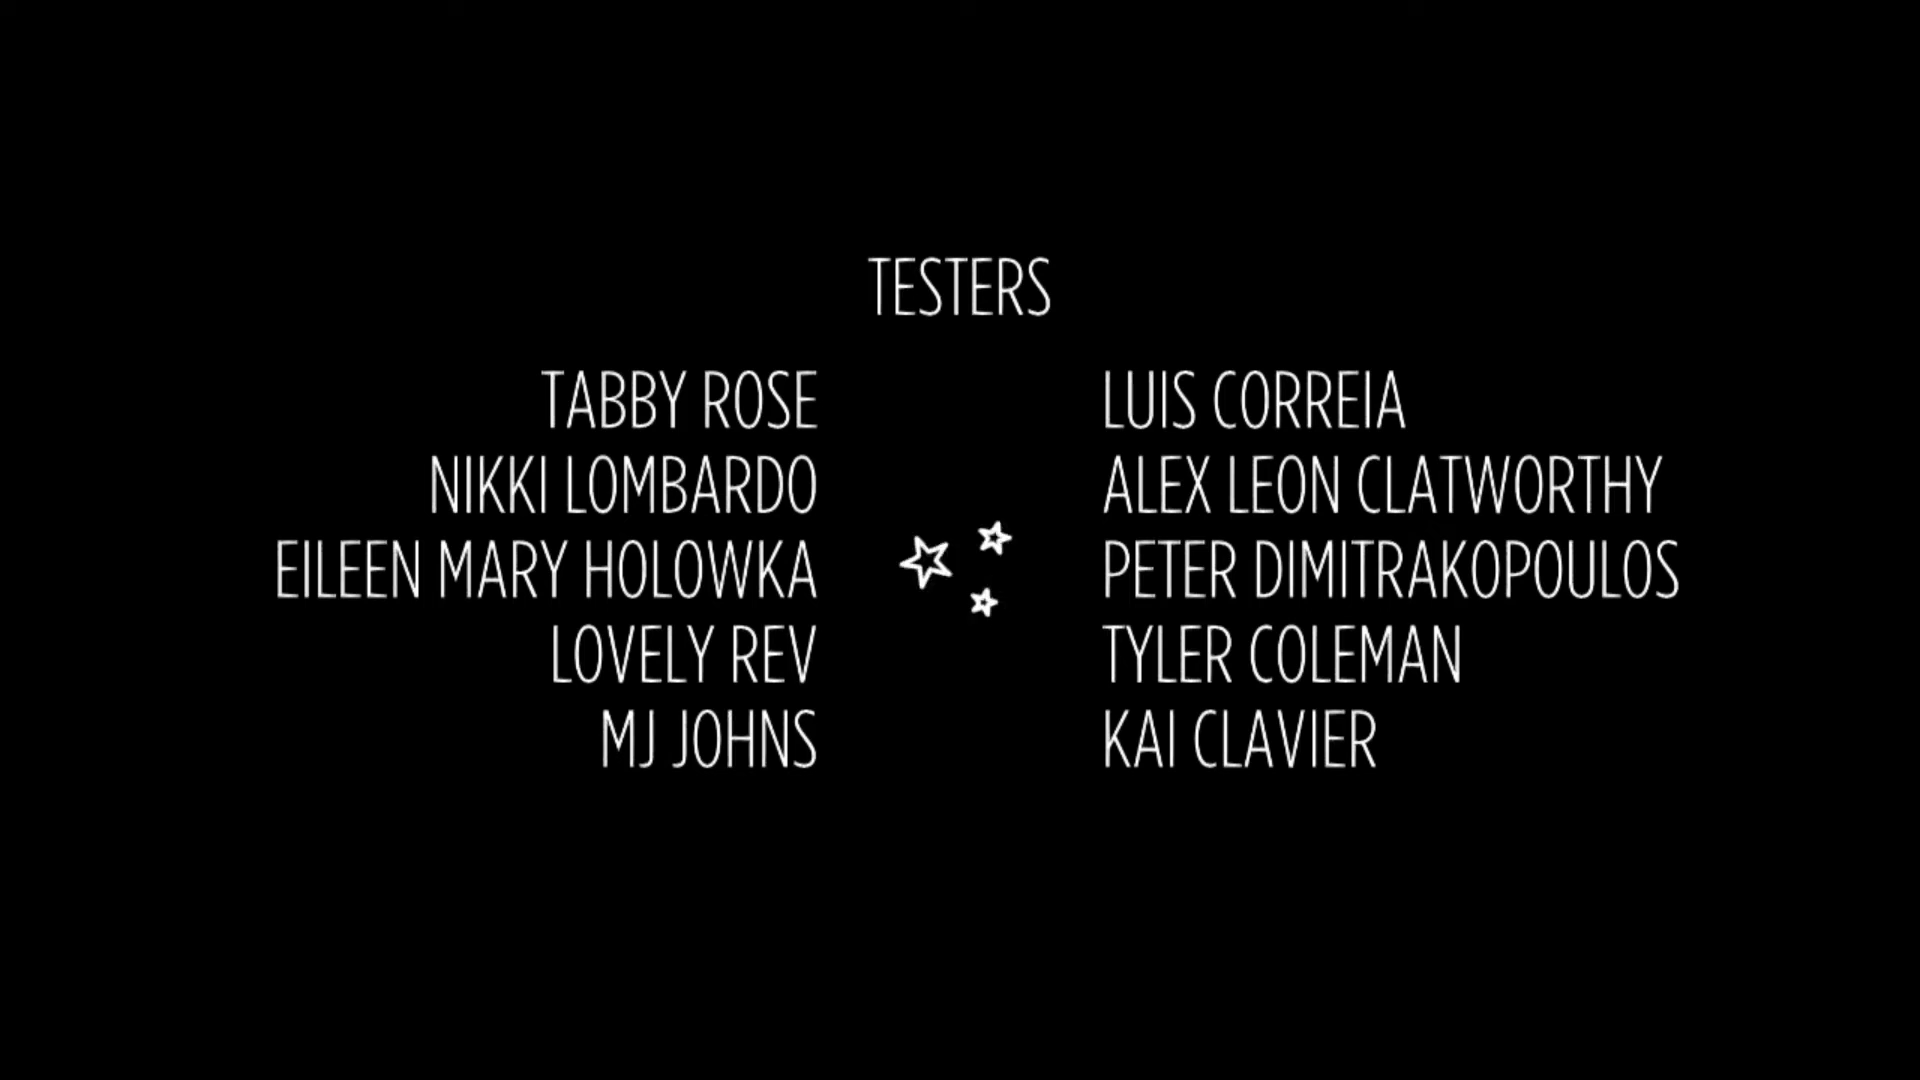 TESTERS
TABBY ROSE
NIKKI LOMBARDO
EILEEN MARY HOLOWKA
LOVELY REV
MJ JOHNS
LUIS CORREIA
ALEX LEON CLATWORTHY
PETER DIMITRAKOPOULOS
TYLER COLEMAN
KAI CLAVIER